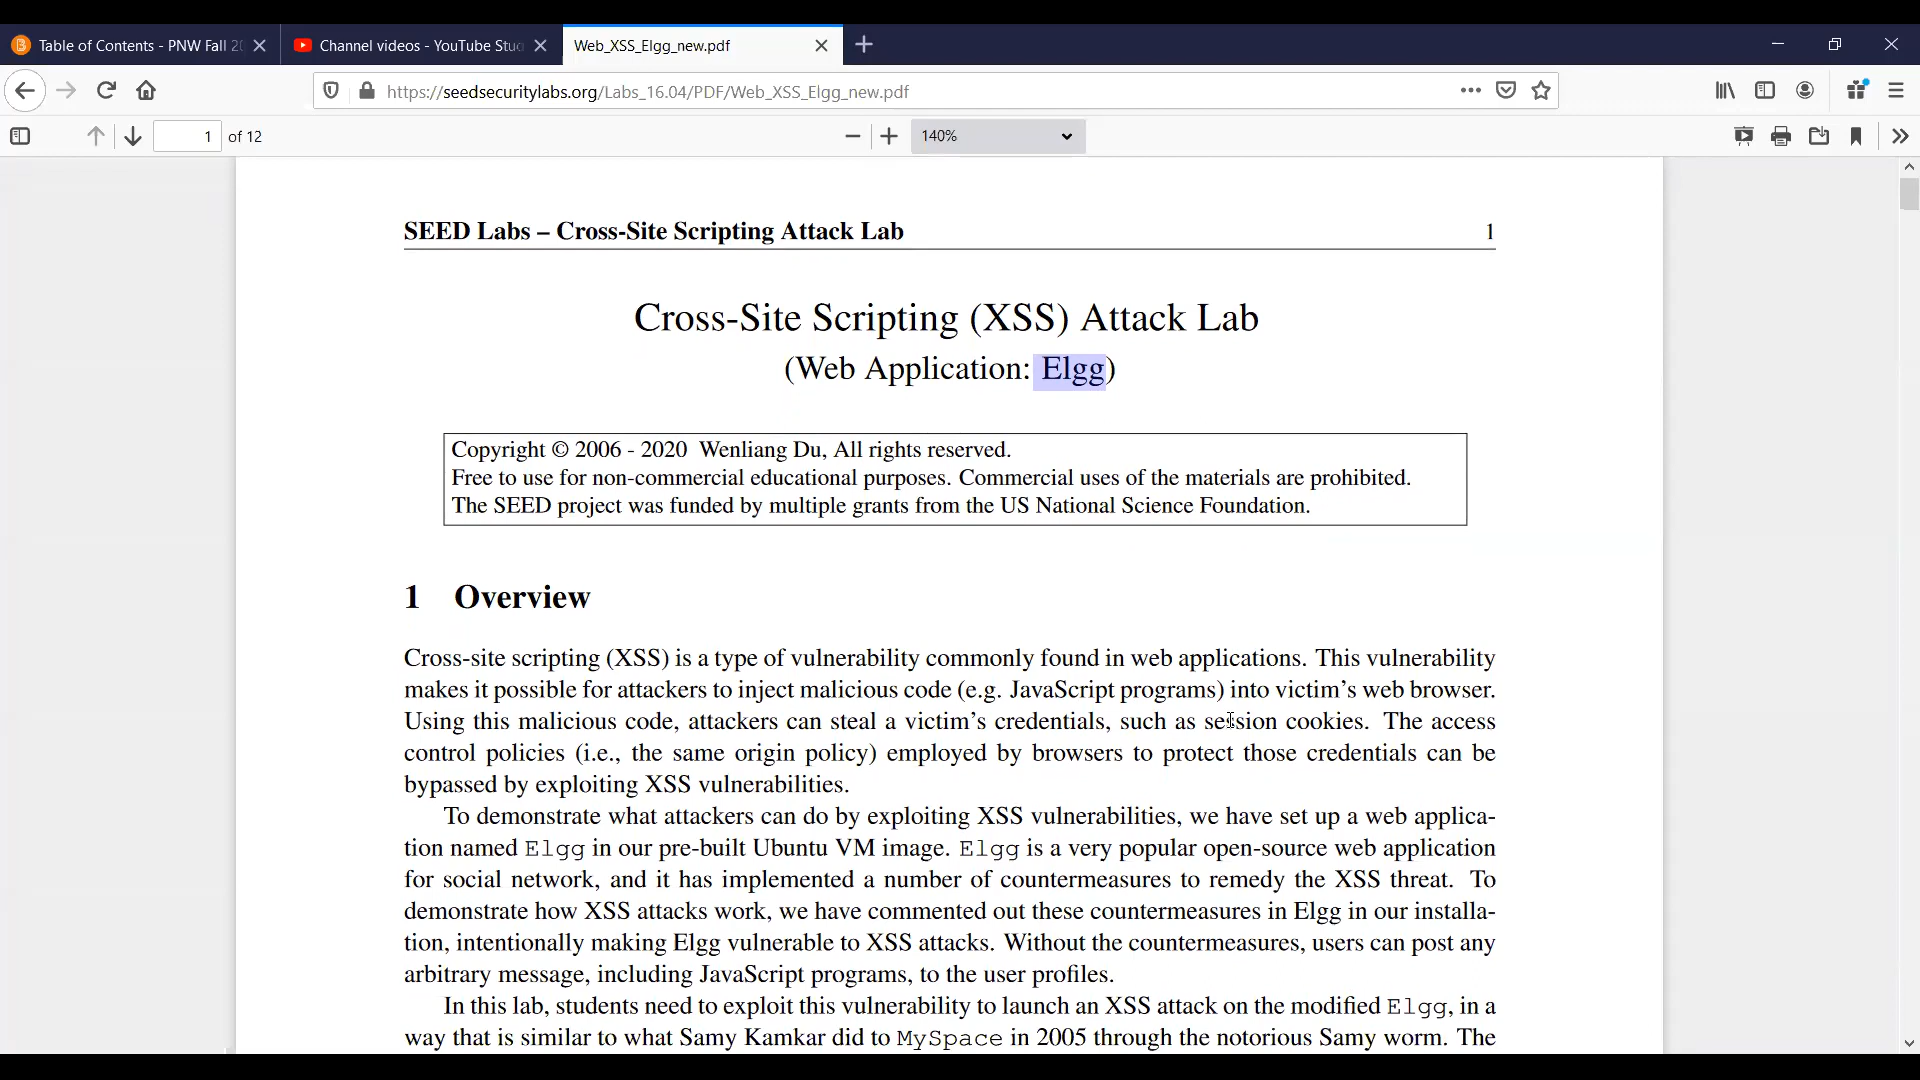 Table of Contents - PNW Fall 20
Channel videos - YouTube Stu
Web_XSS_Elgg_new.pdf
https://seedsecuritylabs.org/Labs_16.04/PDF/Web_XSS_Elgg_new.pdf
1 of 12
140%
SEED Labs – Cross-Site Scripting Attack Lab 1
Cross-Site Scripting (XSS) Attack Lab
(Web Application: Elgg)
Copyright © 2006 - 2020 Wenliang Du, All rights reserved.
Free to use for non-commercial educational purposes. Commercial uses of the materials are prohibited.
The SEED project was funded by multiple grants from the US National Science Foundation.
1 Overview
Cross-site scripting (XSS) is a type of vulnerability commonly found in web applications. This vulnerability
makes it possible for attackers to inject malicious code (e.g. JavaScript programs) into victim's web browser.
Using this malicious code, attackers can steal a victim's credentials, such as session cookies. The access
control policies (i.e., the same origin policy) employed by browsers to protect those credentials can be
bypassed by exploiting XSS vulnerabilities.
To demonstrate what attackers can do by exploiting XSS vulnerabilities, we have set up a web applica-
tion named Elgg in our pre-built Ubuntu VM image. Elgg is a very popular open-source web application
for social network, and it has implemented a number of countermeasures to remedy the XSS threat. To
demonstrate how XSS attacks work, we have commented out these countermeasures in Elgg in our installa-
tion, intentionally making Elgg vulnerable to XSS attacks. Without the countermeasures, users can post any
arbitrary message, including JavaScript programs, to the user profiles.
In this lab, students need to exploit this vulnerability to launch an XSS attack on the modified Elgg, in a
way that is similar to what Samy Kamkar did to MySpace in 2005 through the notorious Samy worm. The